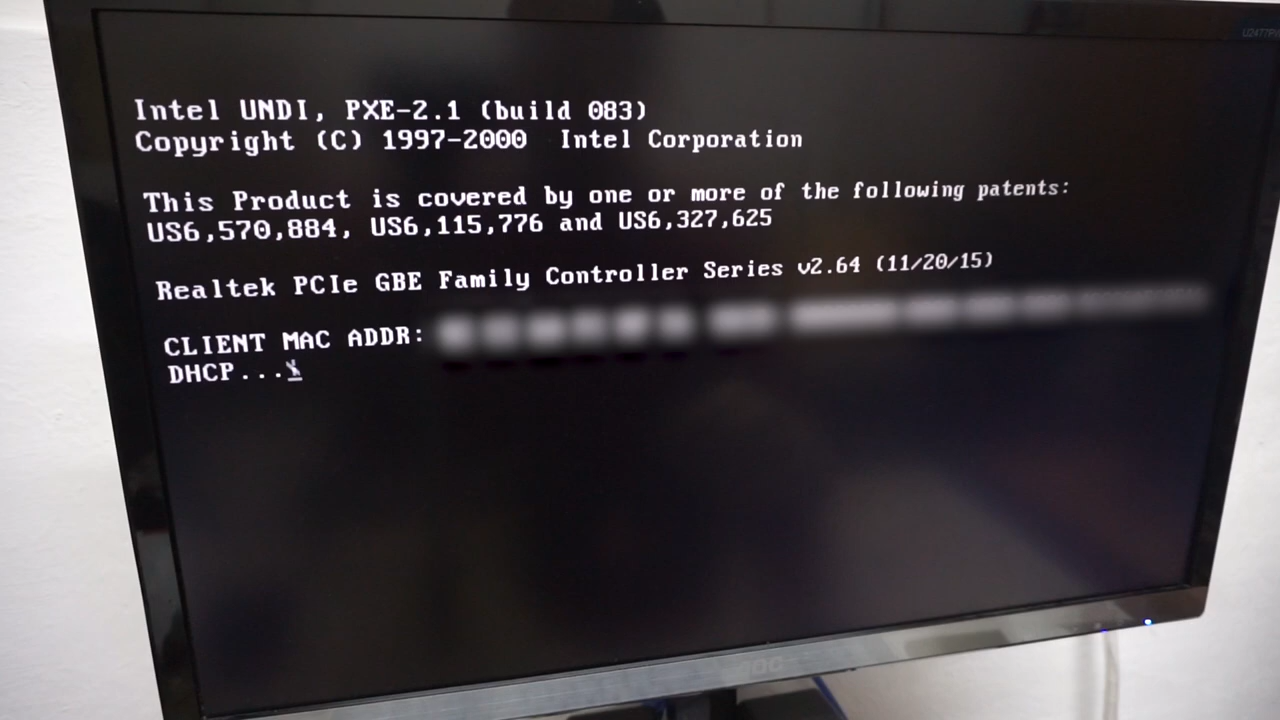 Intel UNDI, PXE-2.1 (build 083)
Copyright (C) 1997-2000  Intel Corporation
This Product is covered by one or more of the following patents:
US6,570,884, US6,115,776 and US6,327,625
Realtek PCIe GBE Family Controller Series v2.64 (11/20/15)
CLIENT MAC ADDR:
DHCP...
AOC